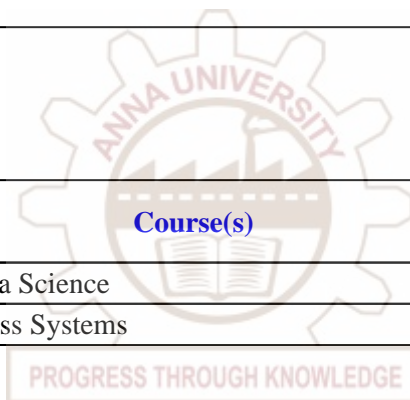 ANNA UNIVERSITY
Course(s)
a Science
ss Systems
PROGRESS THROUGH KNOWLEDGE